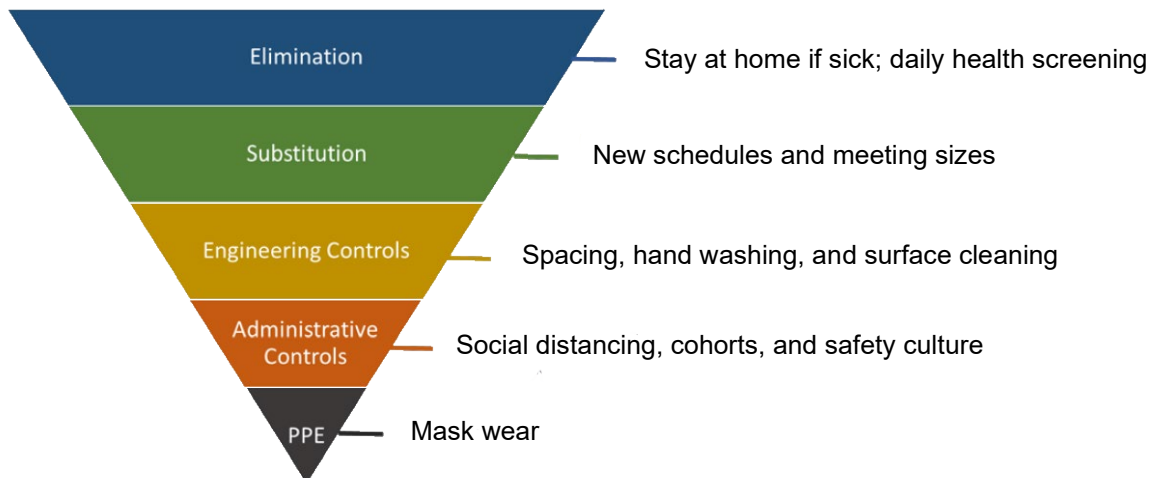 Elimination
Stay at home if sick; daily health screening
Substitution
New schedules and meeting sizes
Engineering Controls
Spacing, hand washing, and surface cleaning
Administrative
Controls
Social distancing, cohorts, and safety culture
PPE
Mask wear